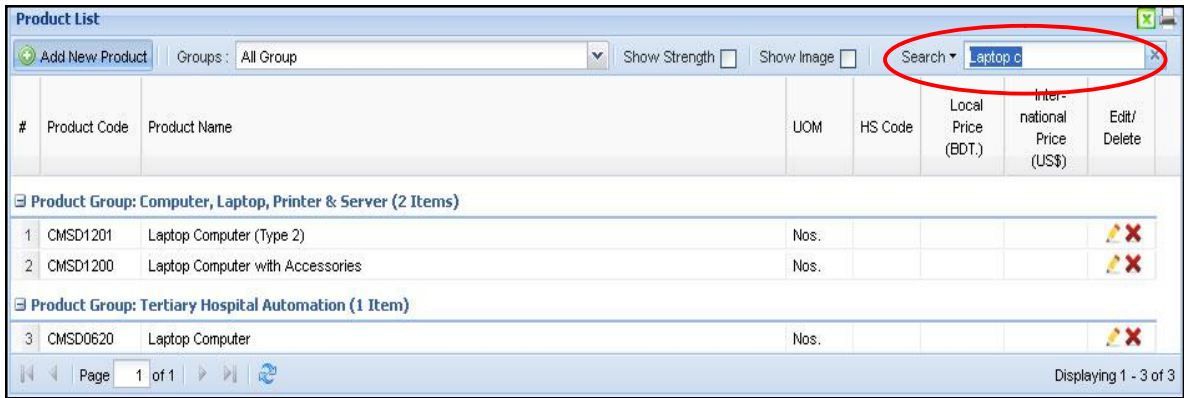 Product List
Add New Product Groups : All Group Show Strength Show Image Search Laptop c
# Product Code Product Name UOM HS Code Local Price (BDT.) Inter-national Price (US$) Edit/ Delete
Product Group: Computer, Laptop, Printer & Server (2 Items)
1 CMSD1201 Laptop Computer (Type 2) Nos.
2 CMSD1200 Laptop Computer with Accessories Nos.
Product Group: Tertiary Hospital Automation (1 Item)
3 CMSD0620 Laptop Computer Nos.
Page 1 of 1 Displaying 1 - 3 of 3